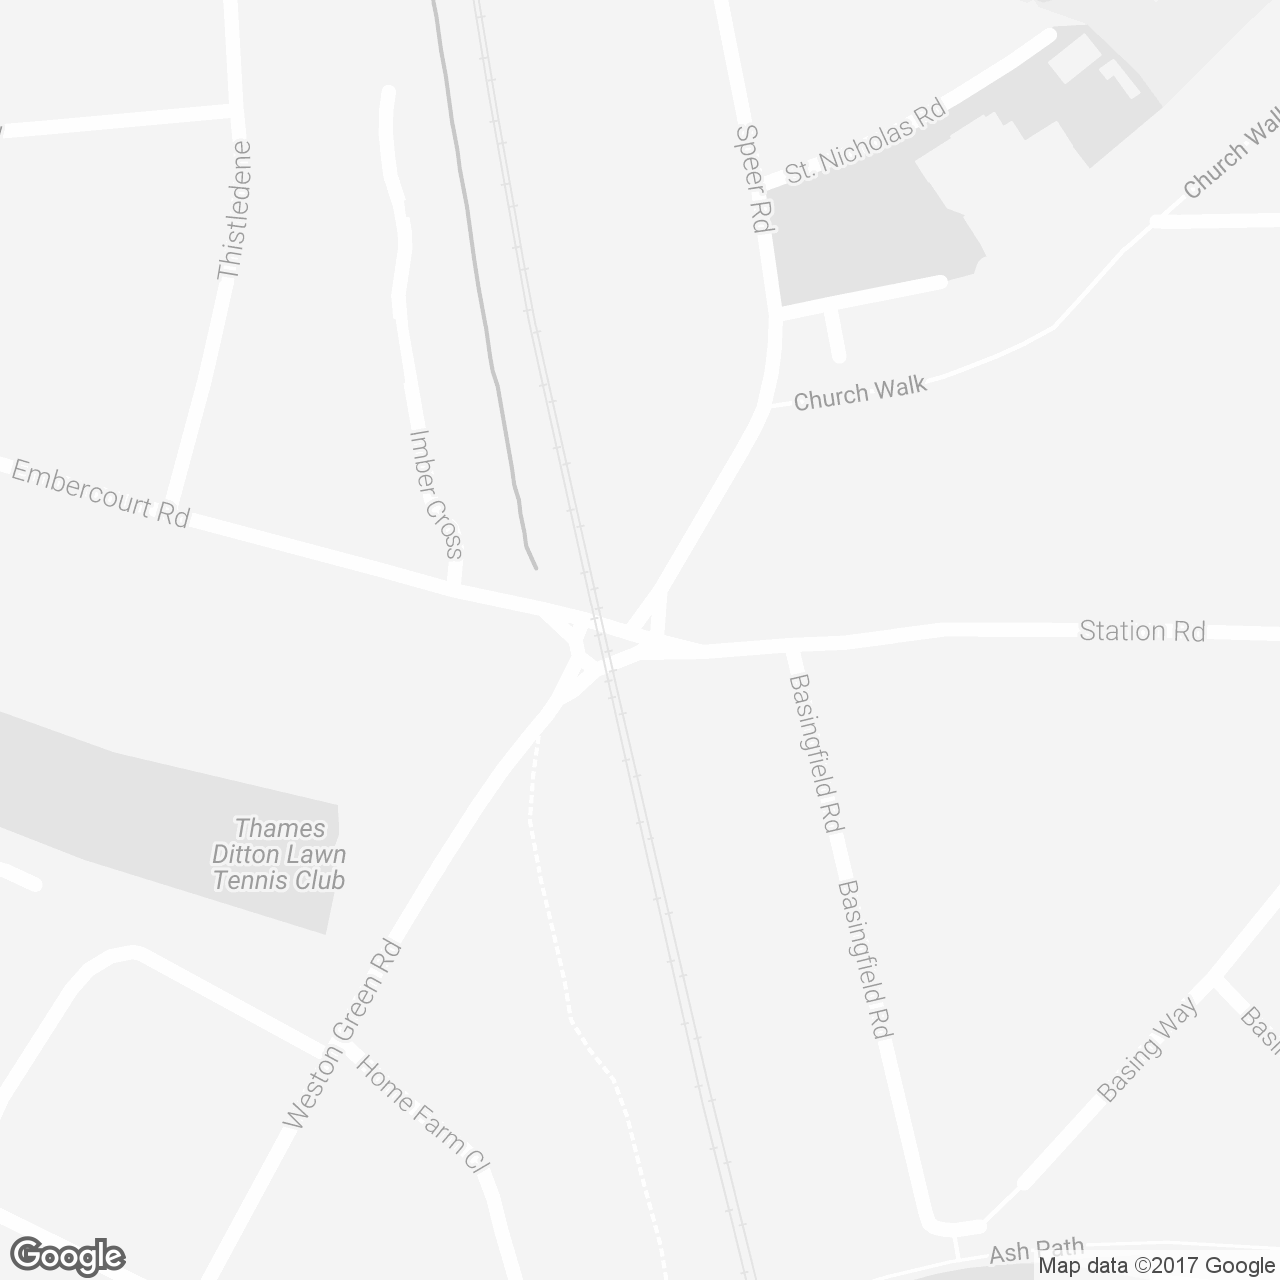 Thistledene
Speer Rd
St. Nicholas Rd
Church Walk
Church Walk
Imber Cross
Embercourt Rd
Station Rd
Basingfield Rd
Thames
Ditton Lawn
Tennis Club
Basingfield Rd
Weston Green Rd
Home Farm Cl
Basing Way
Basin
Ash Path
Google
Map data ©2017 Google